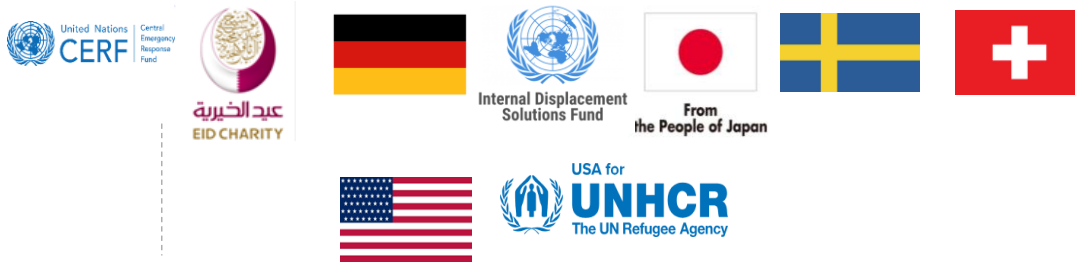 United Nations
CERF
Central
Emergency
Response
Fund
عيد الخيرية
EID CHARITY
Internal Displacement
Solutions Fund
From
the People of Japan
USA for
UNHCR
The UN Refugee Agency